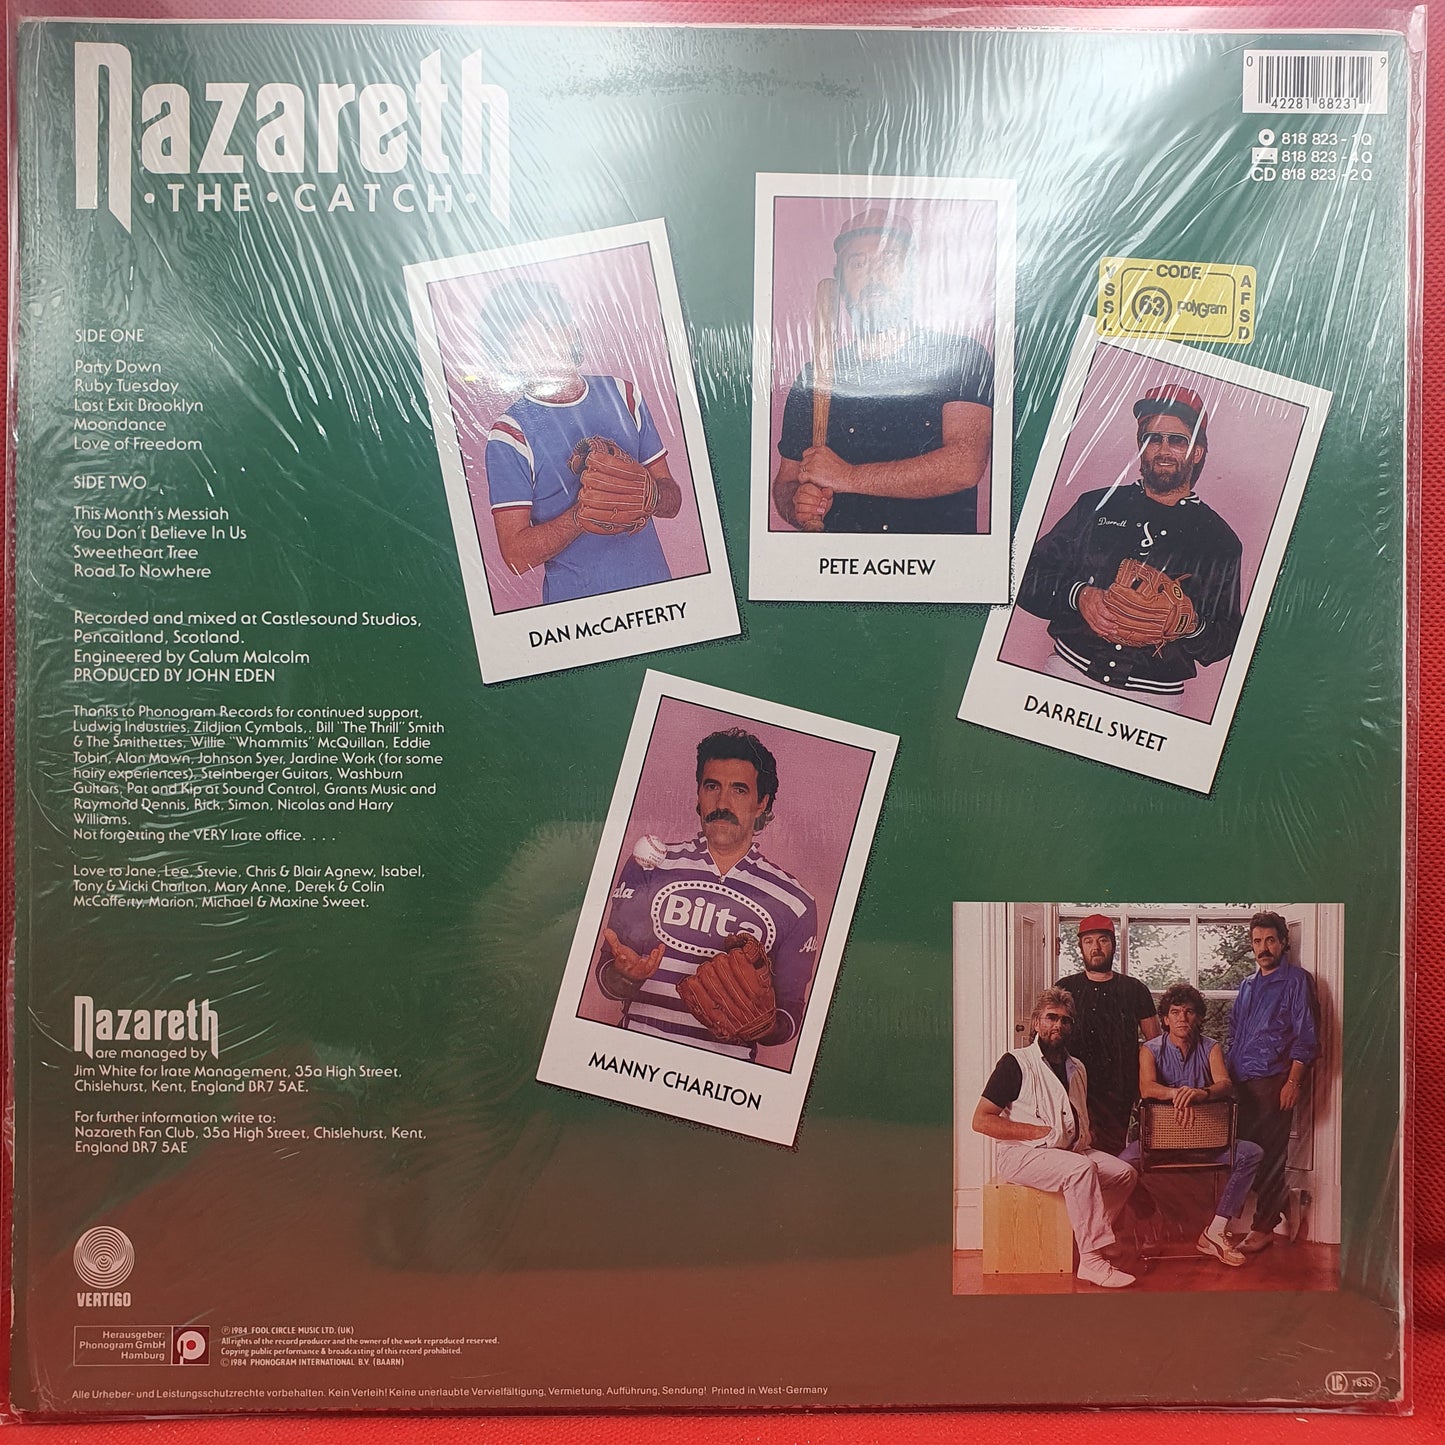 Nazareth
·THE·CATCH·
0 42281 88231 9
818 823 - 1 Q
818 823 - 4 Q
CD 818 823 - 2 Q
CODE
VSSL
63 polyGram
AFSD
SIDE ONE
Party Down
Ruby Tuesday
Last Exit Brooklyn
Moondance
Love of Freedom
SIDE TWO
This Month's Messiah
You Don't Believe In Us
Sweetheart Tree
Road To Nowhere
Recorded and mixed at Castlesound Studios,
Pencaitland, Scotland.
Engineered by Calum Malcolm
PRODUCED BY JOHN EDEN
Thanks to Phonogram Records for continued support,
Ludwig Industries, Zildjian Cymbals,. Bill "The Thrill" Smith
& The Smithettes, Willie "Whammits" McQuillan, Eddie
Tobin, Alan Mawn, Johnson Syer, Jardine Work (for some
hairy experiences), Steinberger Guitars, Washburn
Guitars, Pat and Kip at Sound Control, Grants Music and
Raymond Dennis, Rick, Simon, Nicolas and Harry
Williams.
Not forgetting the VERY Irate office. . . .
Love to Jane, Lee, Stevie, Chris & Blair Agnew, Isabel,
Tony & Vicki Charlton, Mary Anne, Derek & Colin
McCafferty, Marion, Michael & Maxine Sweet.
DAN McCAFFERTY
PETE AGNEW
Darrell
DARRELL SWEET
Bilta
MANNY CHARLTON
Nazareth
are managed by
Jim White for Irate Management, 35a High Street,
Chislehurst, Kent, England BR7 5AE.
For further information write to:
Nazareth Fan Club, 35a High Street, Chislehurst, Kent,
England BR7 5AE
VERTIGO
Herausgeber:
Phonogram GmbH
Hamburg
℗ 1984 FOOL CIRCLE MUSIC LTD. (UK)
All rights of the record producer and the owner of the work reproduced reserved.
Copying public performance & broadcasting of this record prohibited.
© 1984 PHONOGRAM INTERNATIONAL B.V. (BAARN)
Alle Urheber- und Leistungsschutzrechte vorbehalten. Kein Verleih! Keine unerlaubte Vervielfältigung, Vermietung, Aufführung, Sendung! Printed in West-Germany
LC 1633